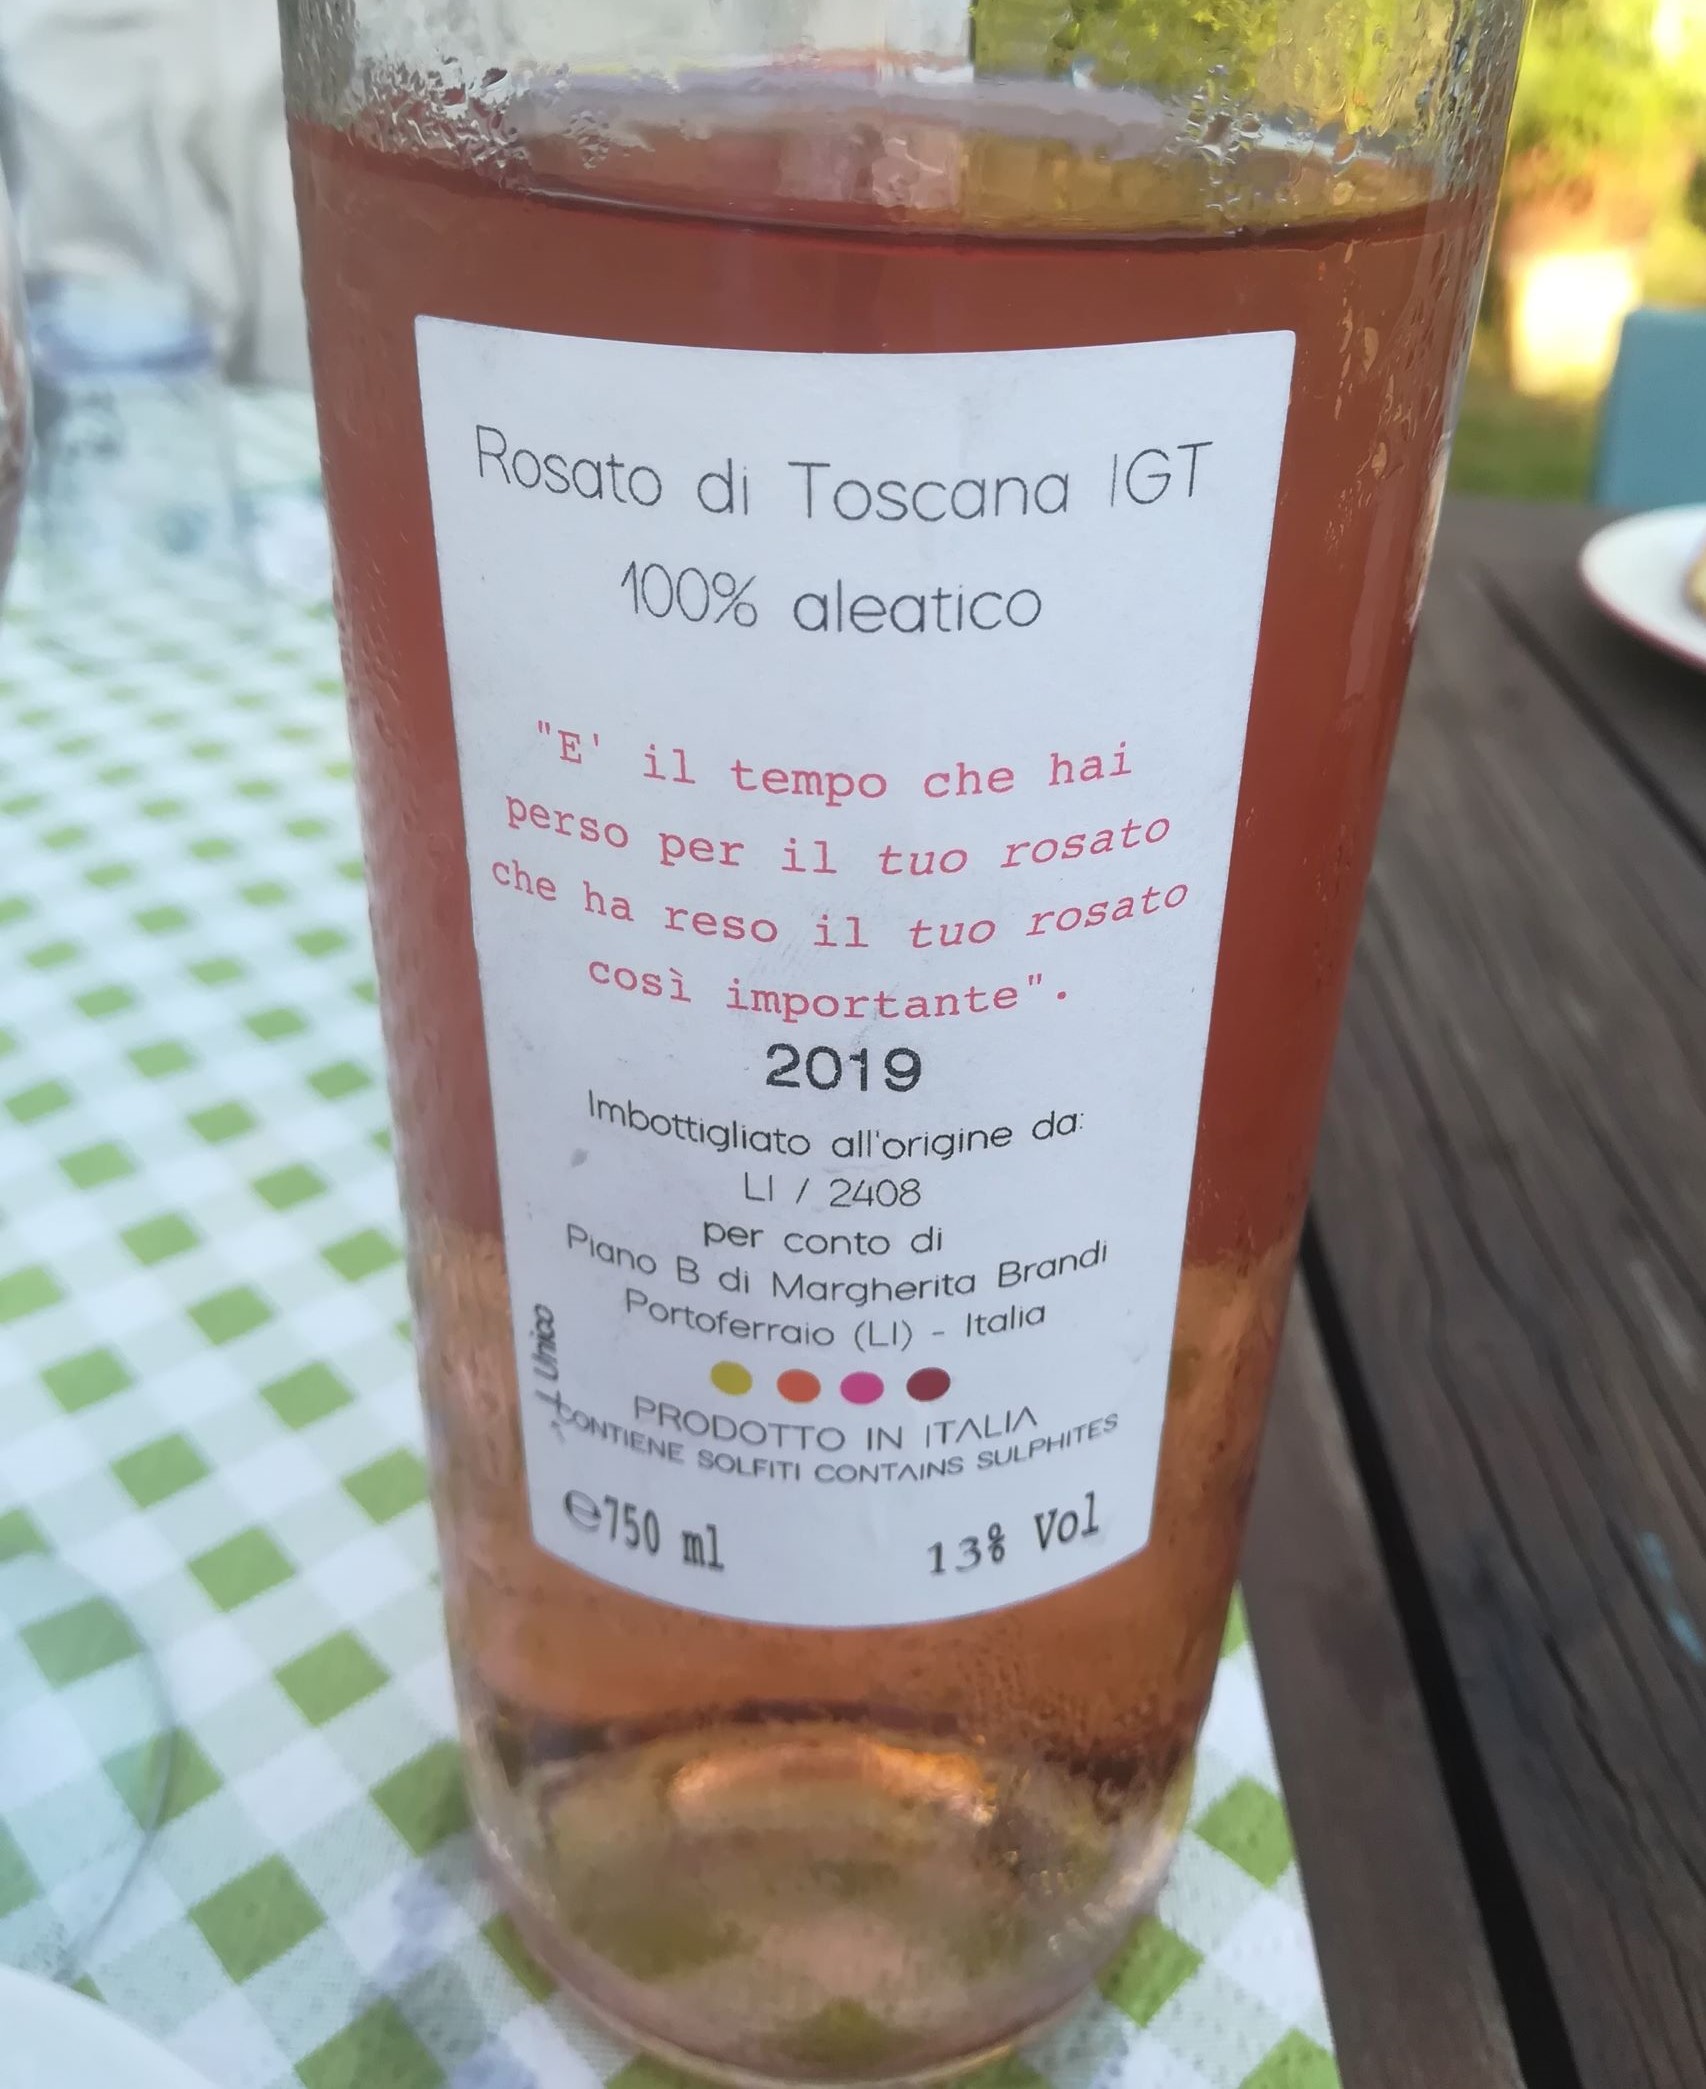 Rosato di Toscana IGT
100% aleatico
"E' il tempo che hai
perso per il tuo rosato
che ha reso il tuo rosato
così importante".
2019
Imbottigliato all'origine da:
LI / 2408
per conto di
Piano B di Margherita Brandi
Portoferraio (LI) - Italia
L Unico
PRODOTTO IN ITALIA
CONTIENE SOLFITI CONTAINS SULPHITES
℮750 ml 13% Vol